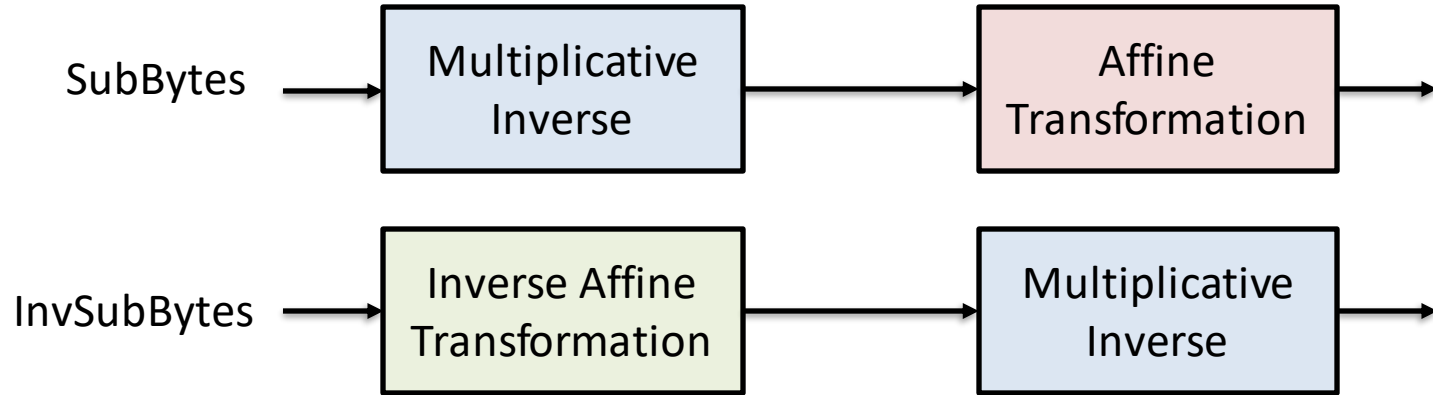 SubBytes
Multiplicative
Inverse
Affine
Transformation
InvSubBytes
Inverse Affine
Transformation
Multiplicative
Inverse